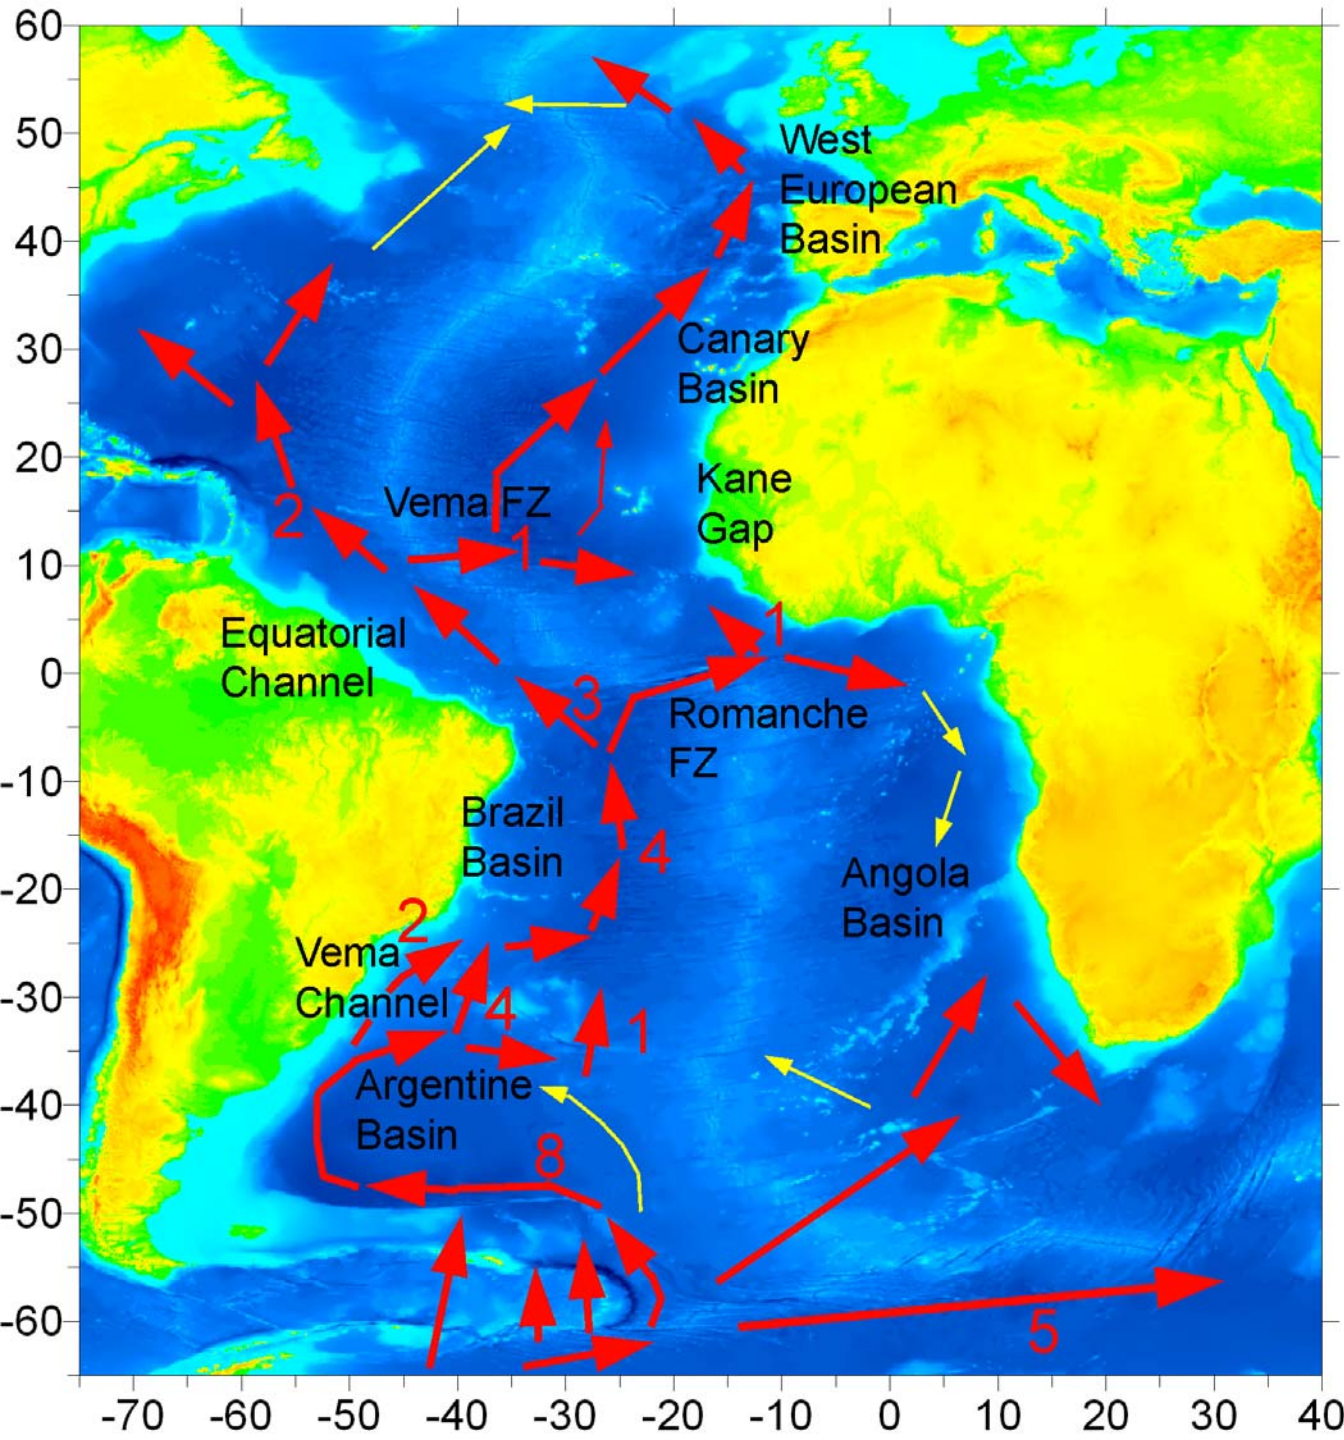 60
50
40
30
20
10
0
-10
-20
-30
-40
-50
-60
-70
-60
-50
-40
-30
-20
-10
0
10
20
30
40
West
European
Basin
Canary
Basin
Kane
Gap
Vema FZ
2
1
1
Equatorial
Channel
3
Romanche
FZ
Brazil
Basin
4
Angola
Basin
2
Vema
Channel
4
1
Argentine
Basin
8
5